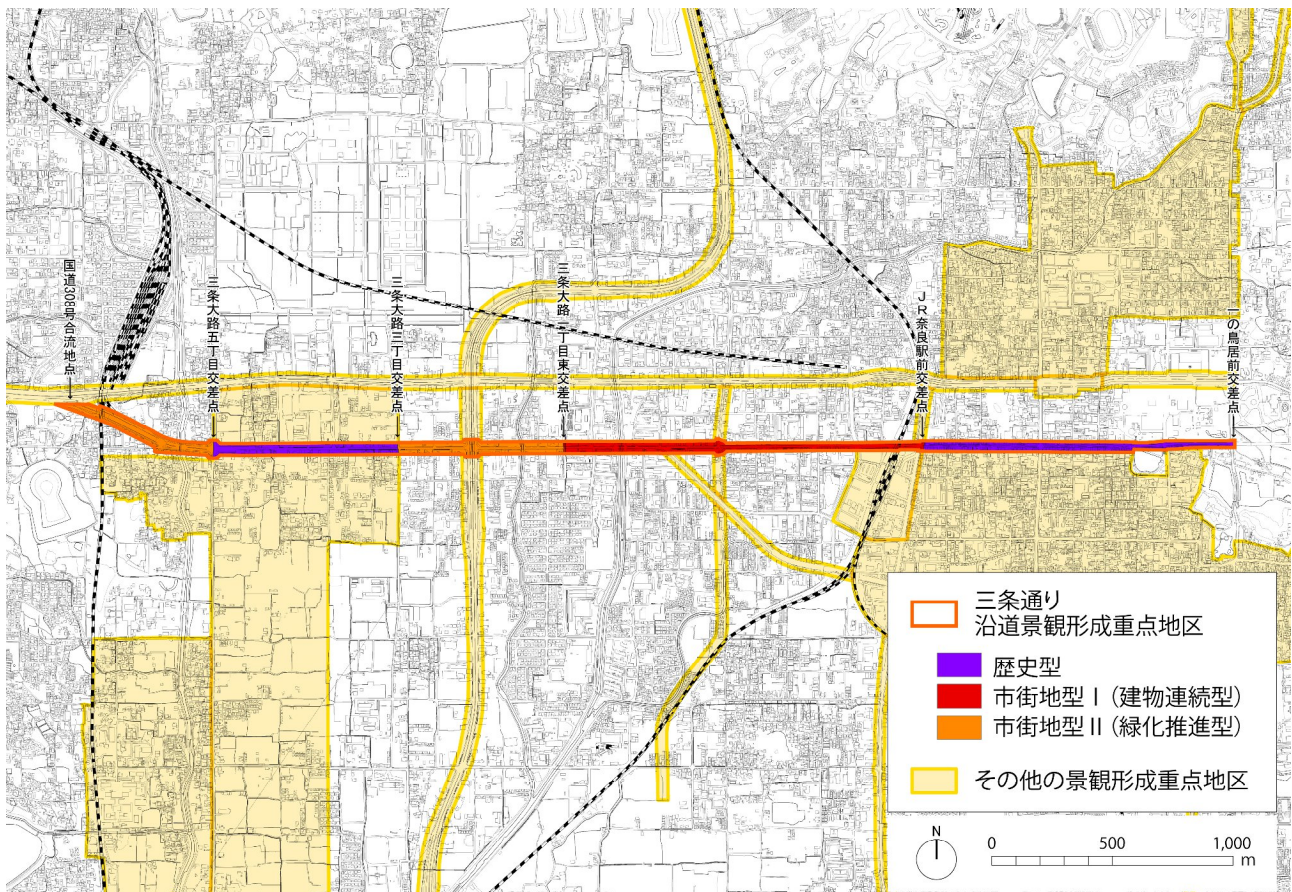 国道308号合流地点
三条大路五丁目交差点
三条大路三丁目交差点
三条大路一丁目東交差点
JR奈良駅前交差点
一の鳥居前交差点
三条通り
沿道景観形成重点地区
歴史型
市街地型Ⅰ(建物連続型)
市街地型Ⅱ(緑化推進型)
その他の景観形成重点地区
N
0 500 1,000
m